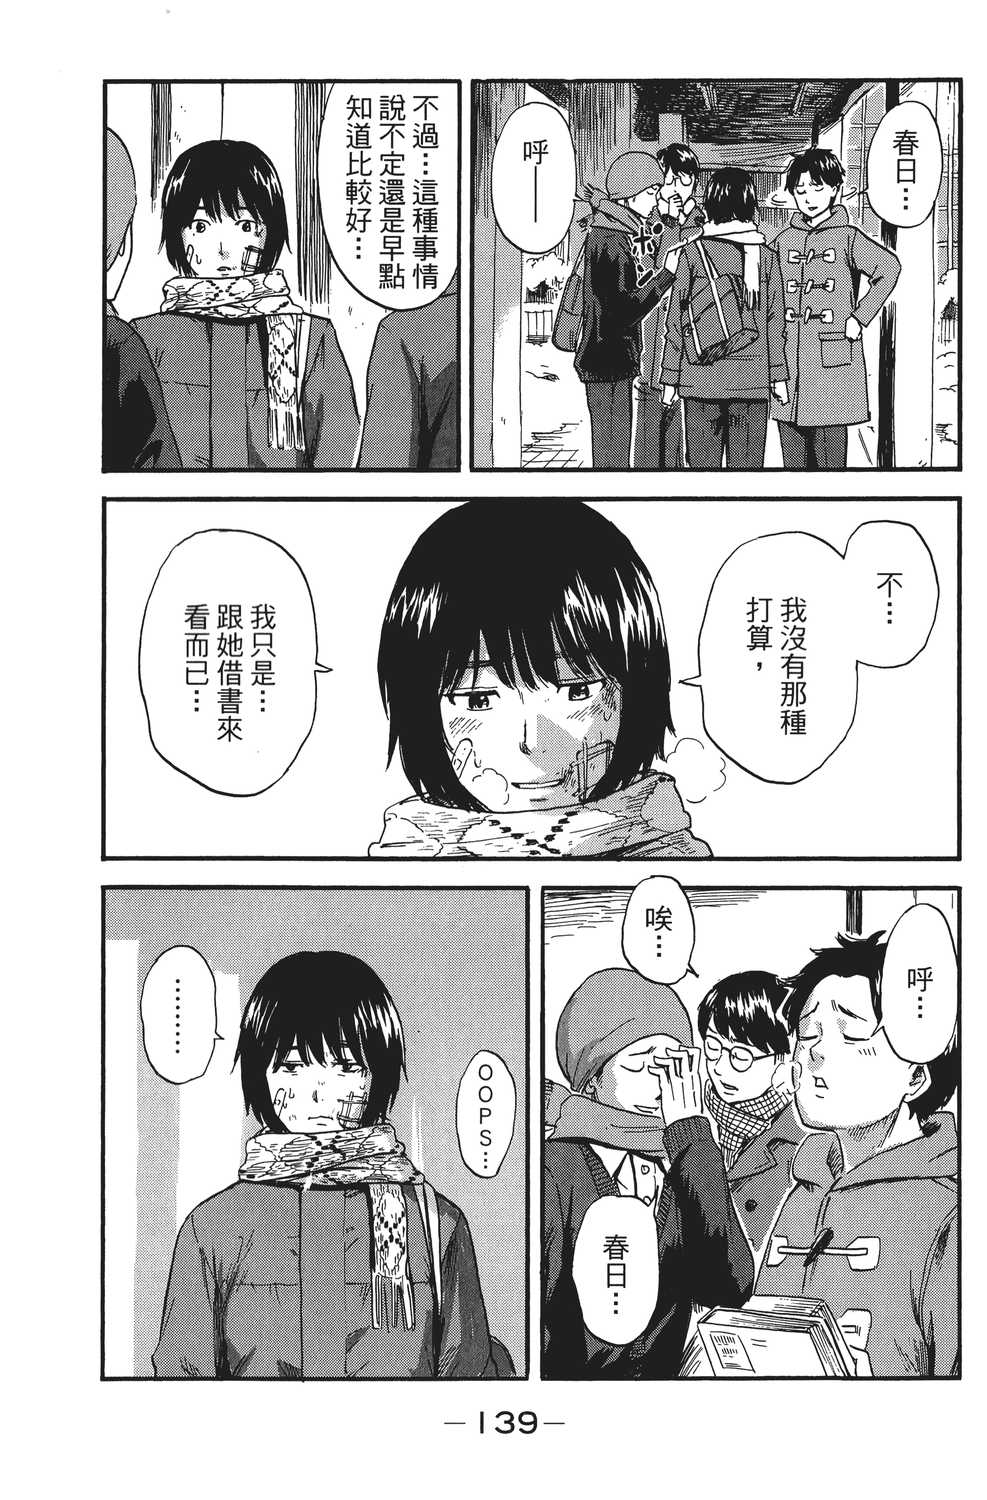 春日…
呼——
ポン
不過…這種事情
說不定還是早點
知道比較好…
不…
我沒有那種
打算，
我只是…
跟她借書來
看而已…
呼…
唉…
春日…
OOPS…
………
—139—